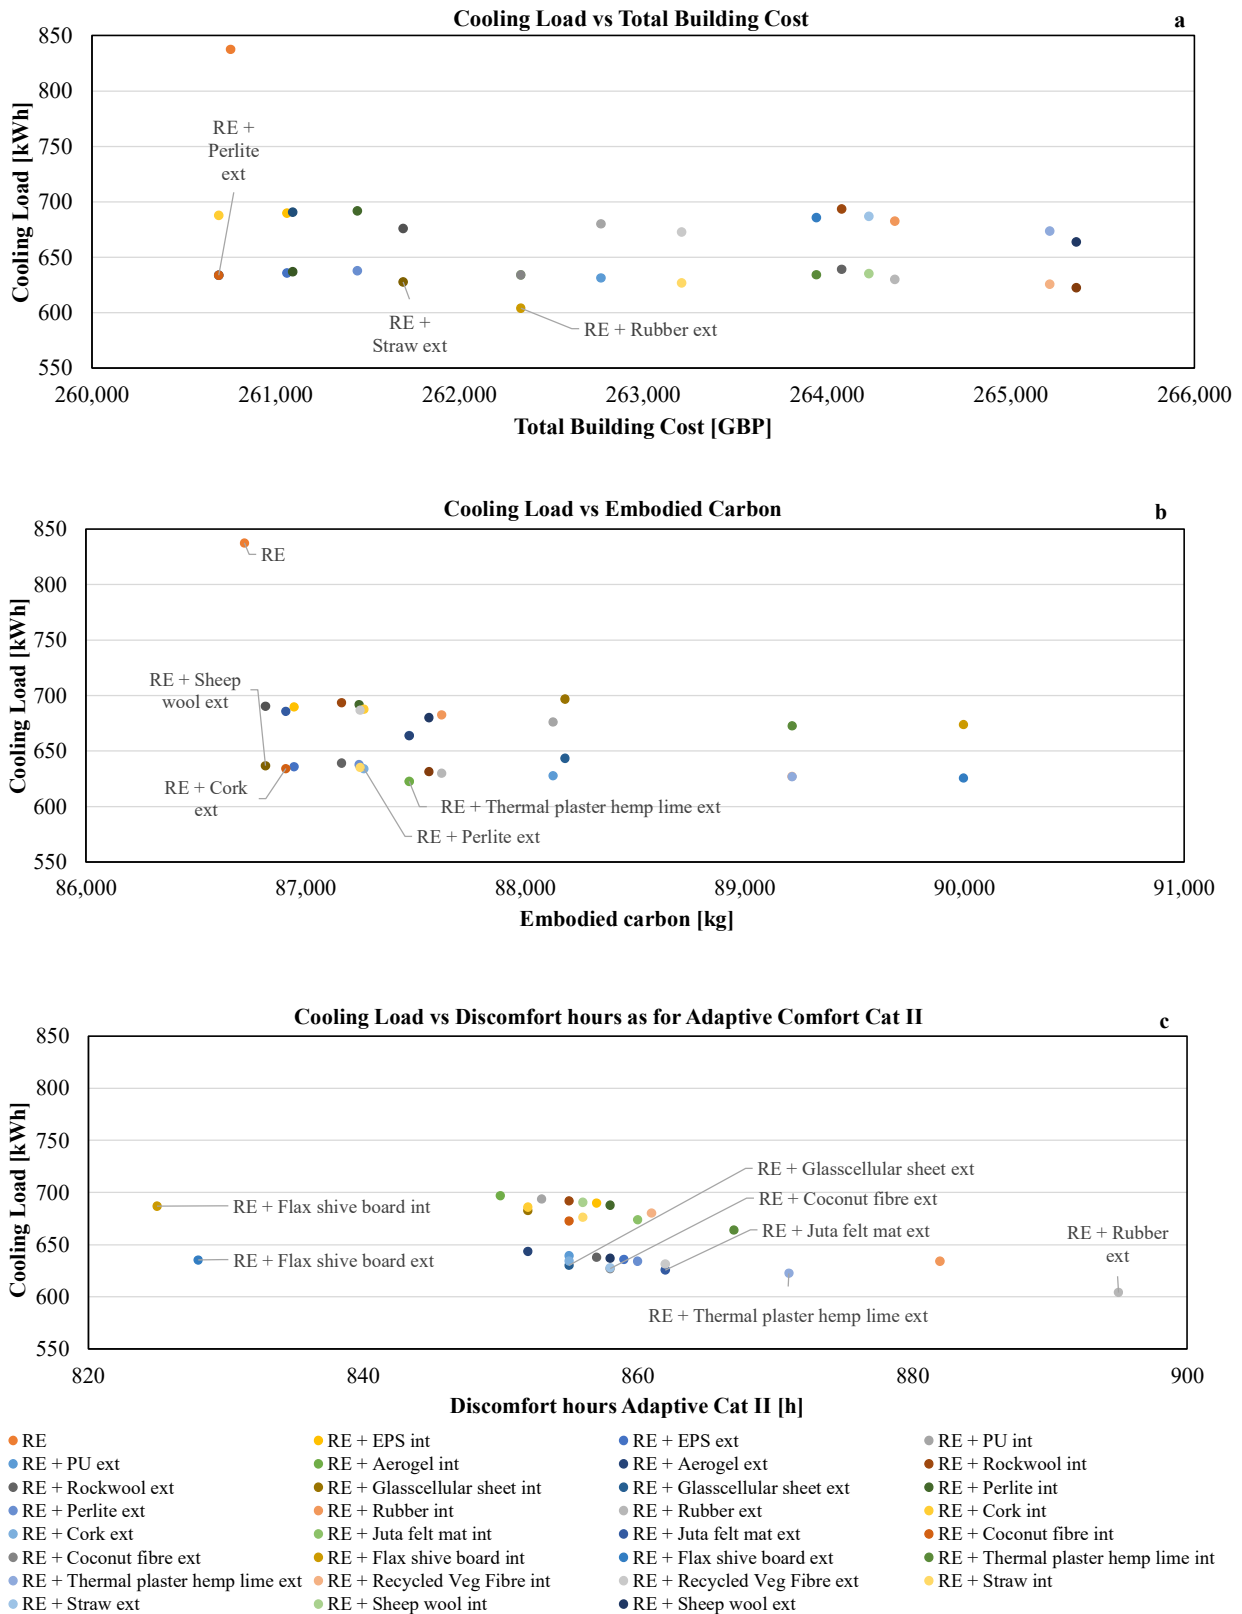 Cooling Load vs Total Building Cost
a
Cooling Load [kWh]
850
800
750
700
650
600
550
RE +
Perlite
ext
RE +
Straw ext
RE + Rubber ext
260,000
261,000
262,000
263,000
264,000
265,000
266,000
Total Building Cost [GBP]
Cooling Load vs Embodied Carbon
b
Cooling Load [kWh]
850
800
750
700
650
600
550
RE
RE + Sheep
wool ext
RE + Cork
ext
RE + Thermal plaster hemp lime ext
RE + Perlite ext
86,000
87,000
88,000
89,000
90,000
91,000
Embodied carbon [kg]
Cooling Load vs Discomfort hours as for Adaptive Comfort Cat II
c
Cooling Load [kWh]
850
800
750
700
650
600
550
RE + Glasscellular sheet ext
RE + Coconut fibre ext
RE + Flax shive board int
RE + Juta felt mat ext
RE + Rubber
ext
RE + Flax shive board ext
RE + Thermal plaster hemp lime ext
820
840
860
880
900
Discomfort hours Adaptive Cat II [h]
RE
RE + EPS int
RE + EPS ext
RE + PU int
RE + PU ext
RE + Aerogel int
RE + Aerogel ext
RE + Rockwool int
RE + Rockwool ext
RE + Glasscellular sheet int
RE + Glasscellular sheet ext
RE + Perlite int
RE + Perlite ext
RE + Rubber int
RE + Rubber ext
RE + Cork int
RE + Cork ext
RE + Juta felt mat int
RE + Juta felt mat ext
RE + Coconut fibre int
RE + Coconut fibre ext
RE + Flax shive board int
RE + Flax shive board ext
RE + Thermal plaster hemp lime int
RE + Thermal plaster hemp lime ext
RE + Recycled Veg Fibre int
RE + Recycled Veg Fibre ext
RE + Straw int
RE + Straw ext
RE + Sheep wool int
RE + Sheep wool ext